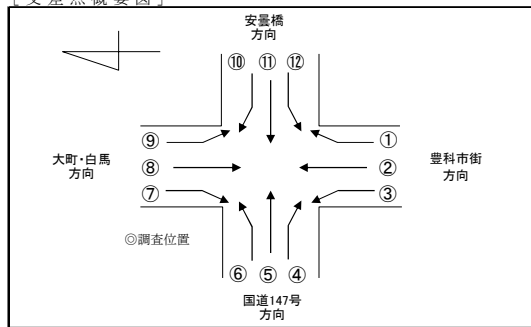 [交差点概要図]
安曇橋
方向
⑩ ⑪ ⑫
⑨ ①
大町・白馬
方向
⑧ ②
豊科市街
方向
⑦ ③
◎調査位置
⑥ ⑤ ④
国道147号
方向